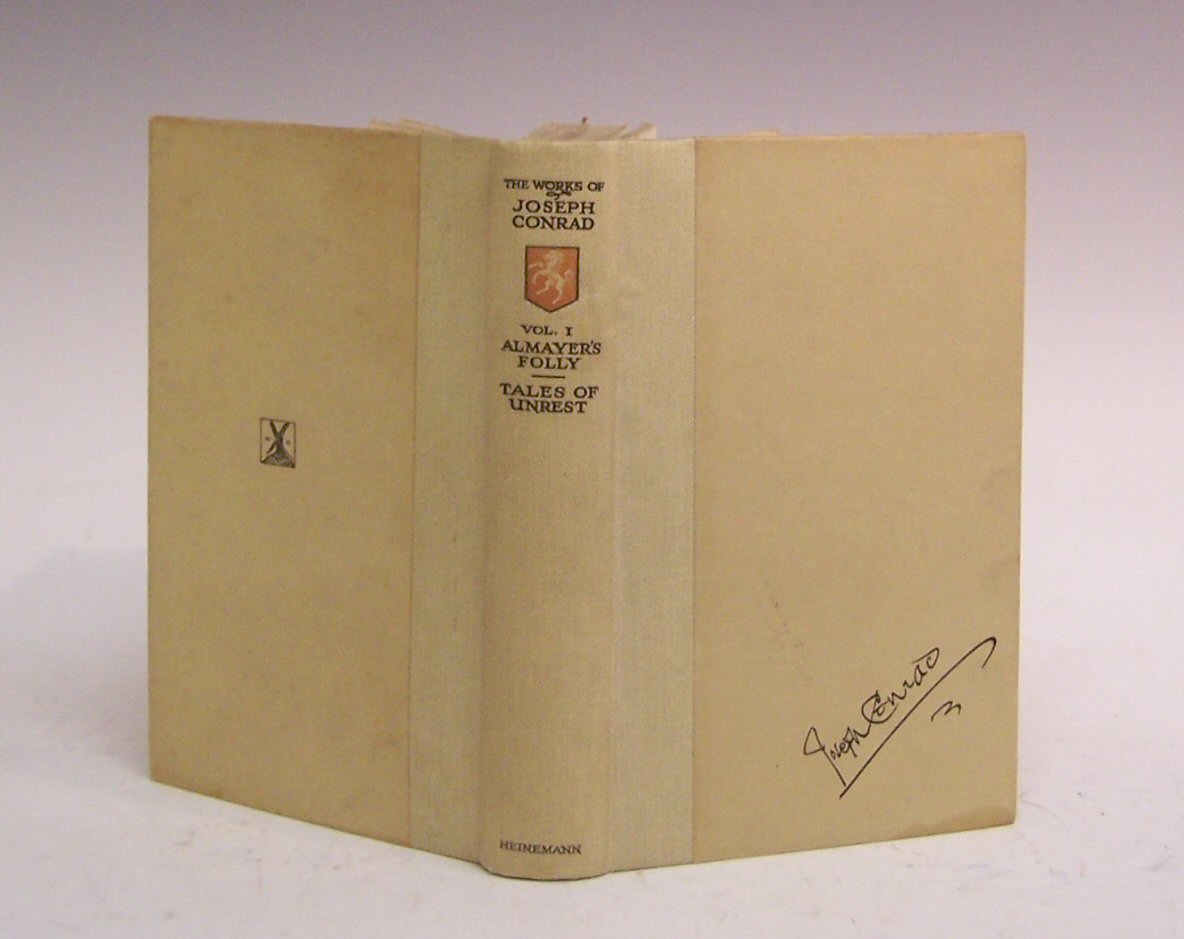 THE WORKS OF
JOSEPH
CONRAD
VOL. I
ALMAYER'S
FOLLY
TALES OF
UNREST
HEINEMANN
Joseph Conrad